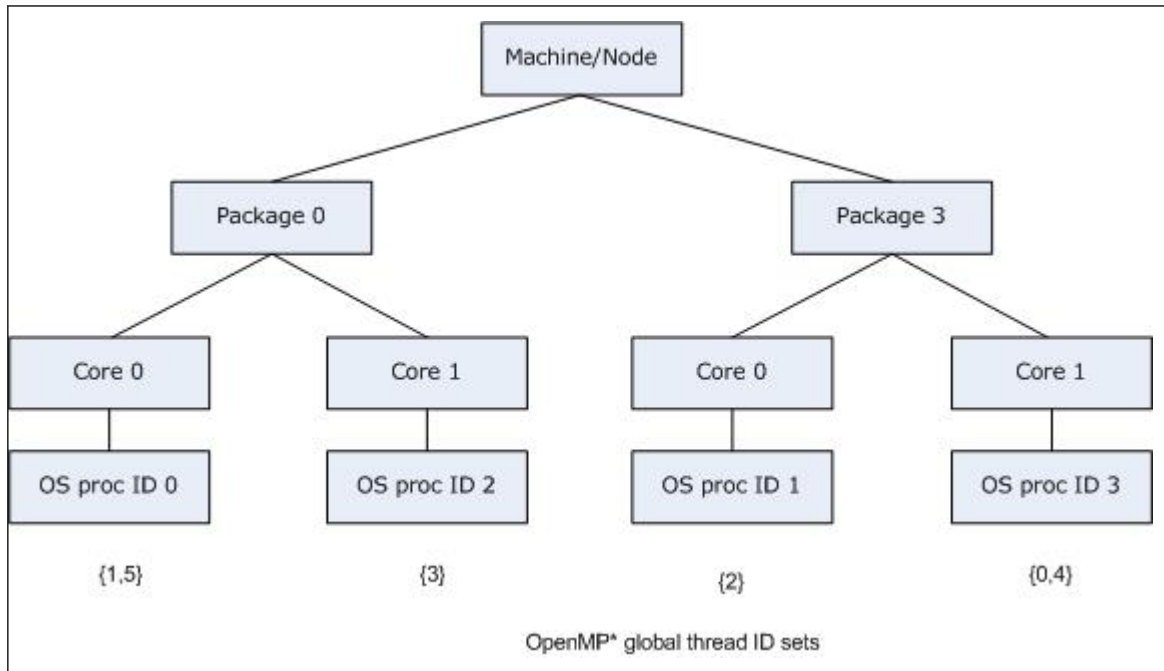 Machine/Node
Package 0
Package 3
Core 0
Core 1
Core 0
Core 1
OS proc ID 0
OS proc ID 2
OS proc ID 1
OS proc ID 3
{1,5}
{3}
{2}
{0,4}
OpenMP* global thread ID sets